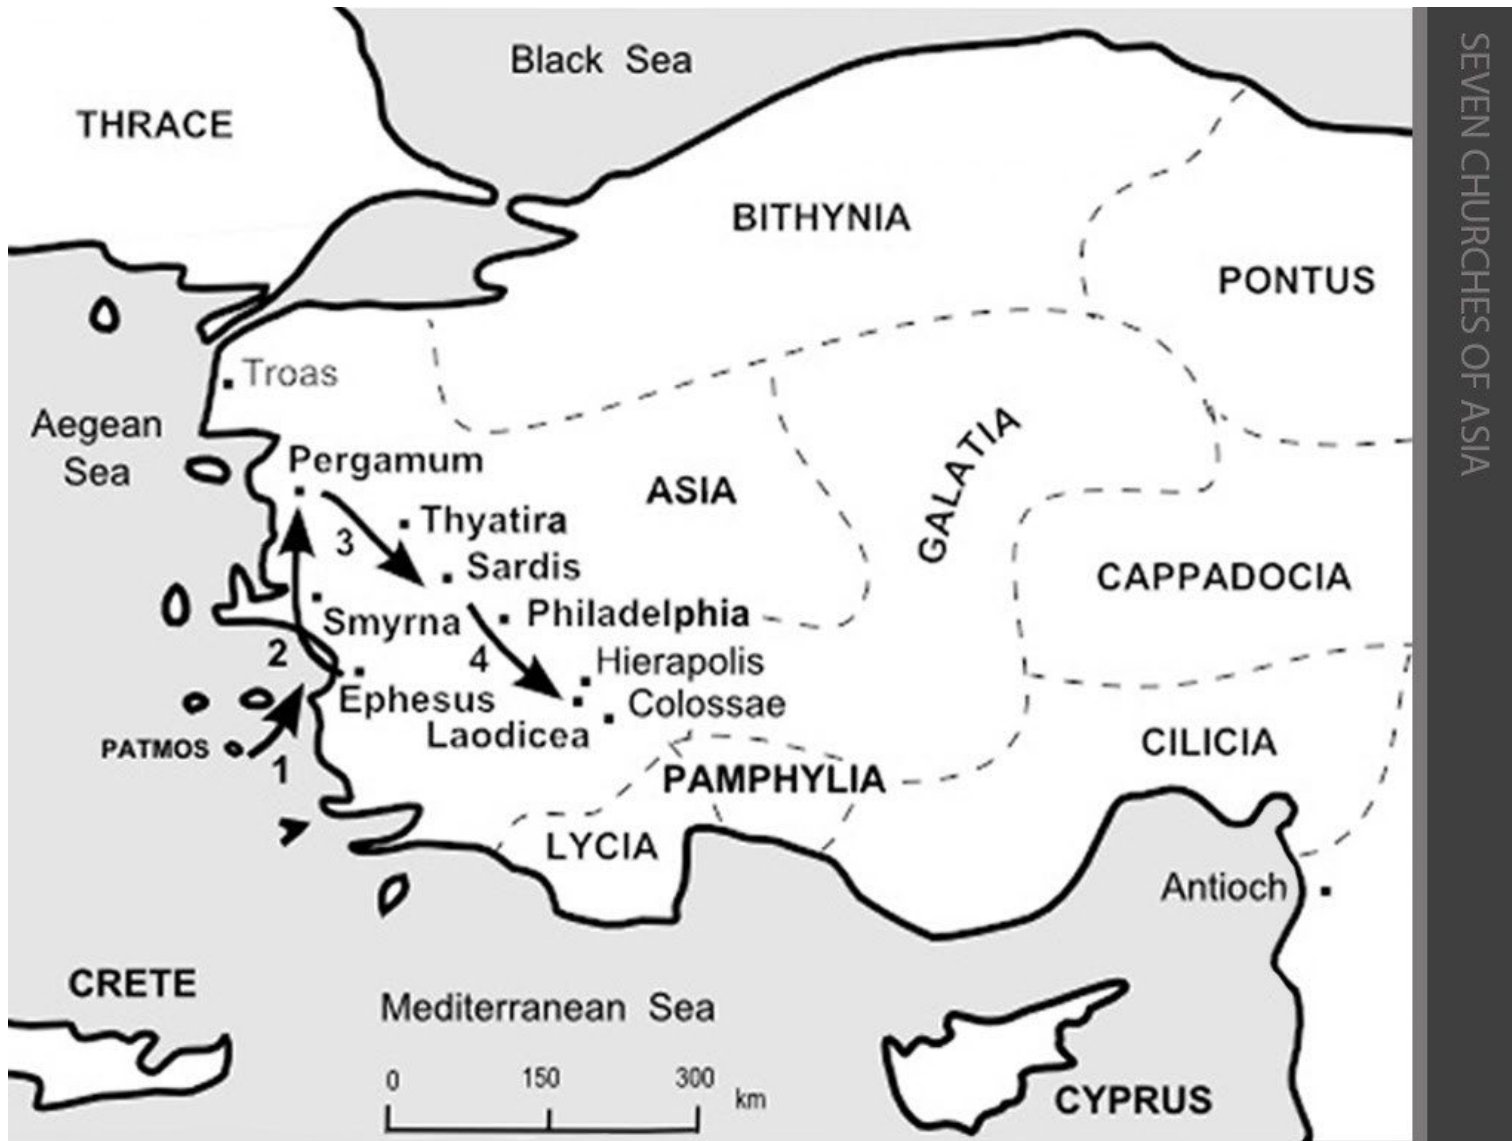 Black Sea
THRACE
BITHYNIA
PONTUS
Troas
Aegean
Sea
Pergamum
ASIA
GALATIA
Thyatira
3
Sardis
CAPPADOCIA
Smyrna
Philadelphia
2
4
Hierapolis
Ephesus
Colossae
Laodicea
PATMOS
1
CILICIA
PAMPHYLIA
LYCIA
Antioch
CRETE
Mediterranean Sea
0 150 300
km
CYPRUS
SEVEN CHURCHES OF ASIA